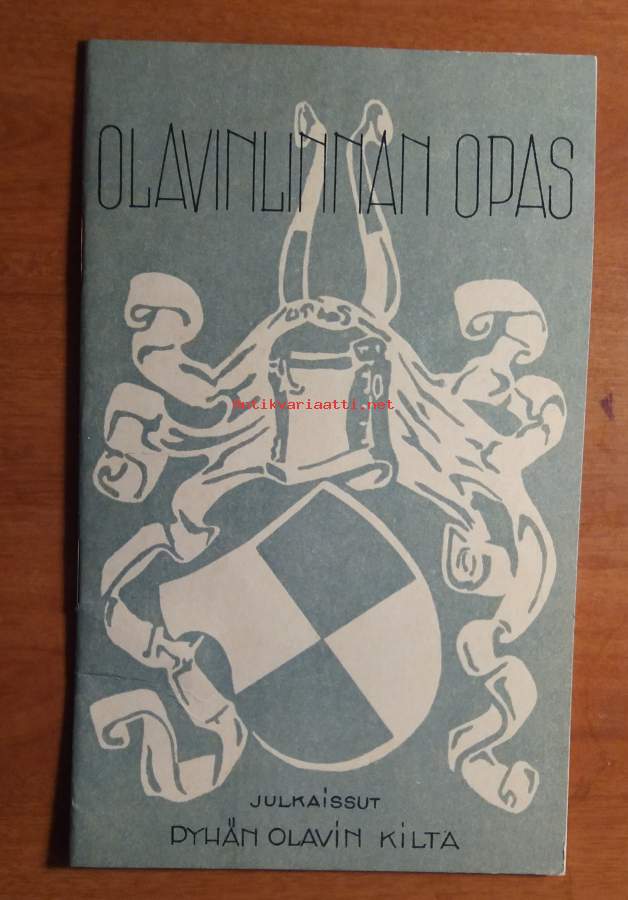 OLAVINLINNAN OPAS
Antikvariaatti.net
JULKAISSUT
PYHÄN OLAVIN KILTA